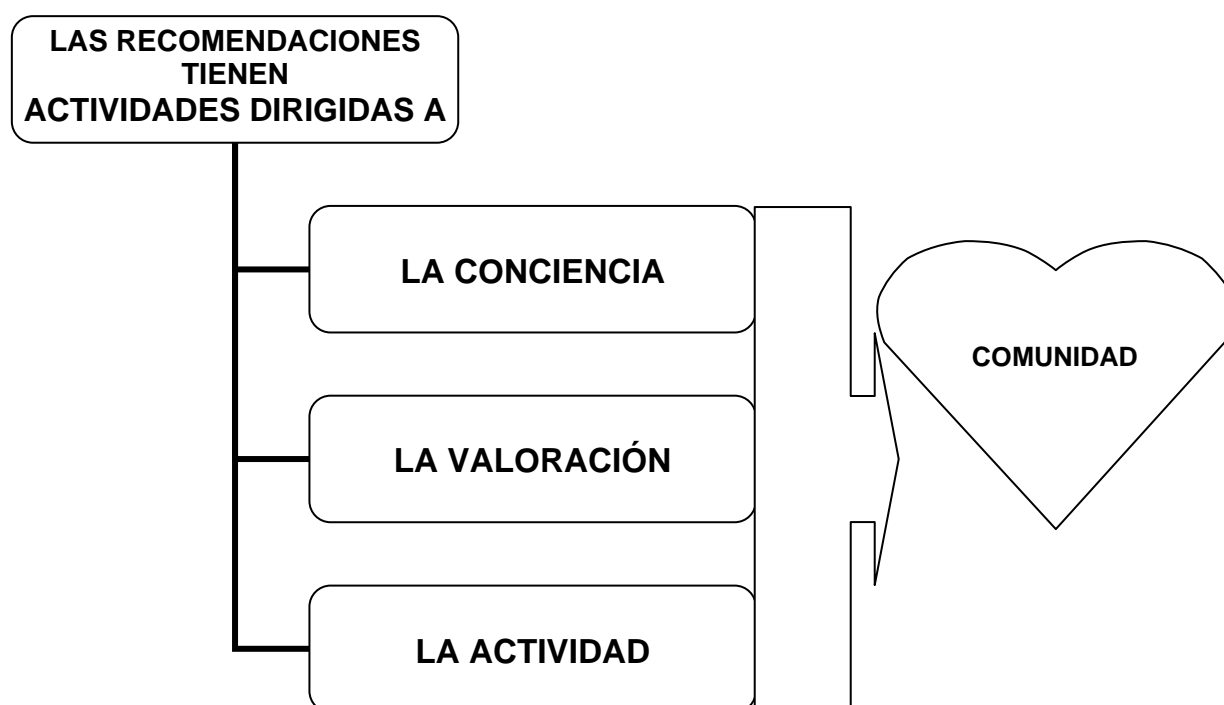 LAS RECOMENDACIONES
TIENEN
ACTIVIDADES DIRIGIDAS A
LA CONCIENCIA
COMUNIDAD
LA VALORACIÓN
LA ACTIVIDAD